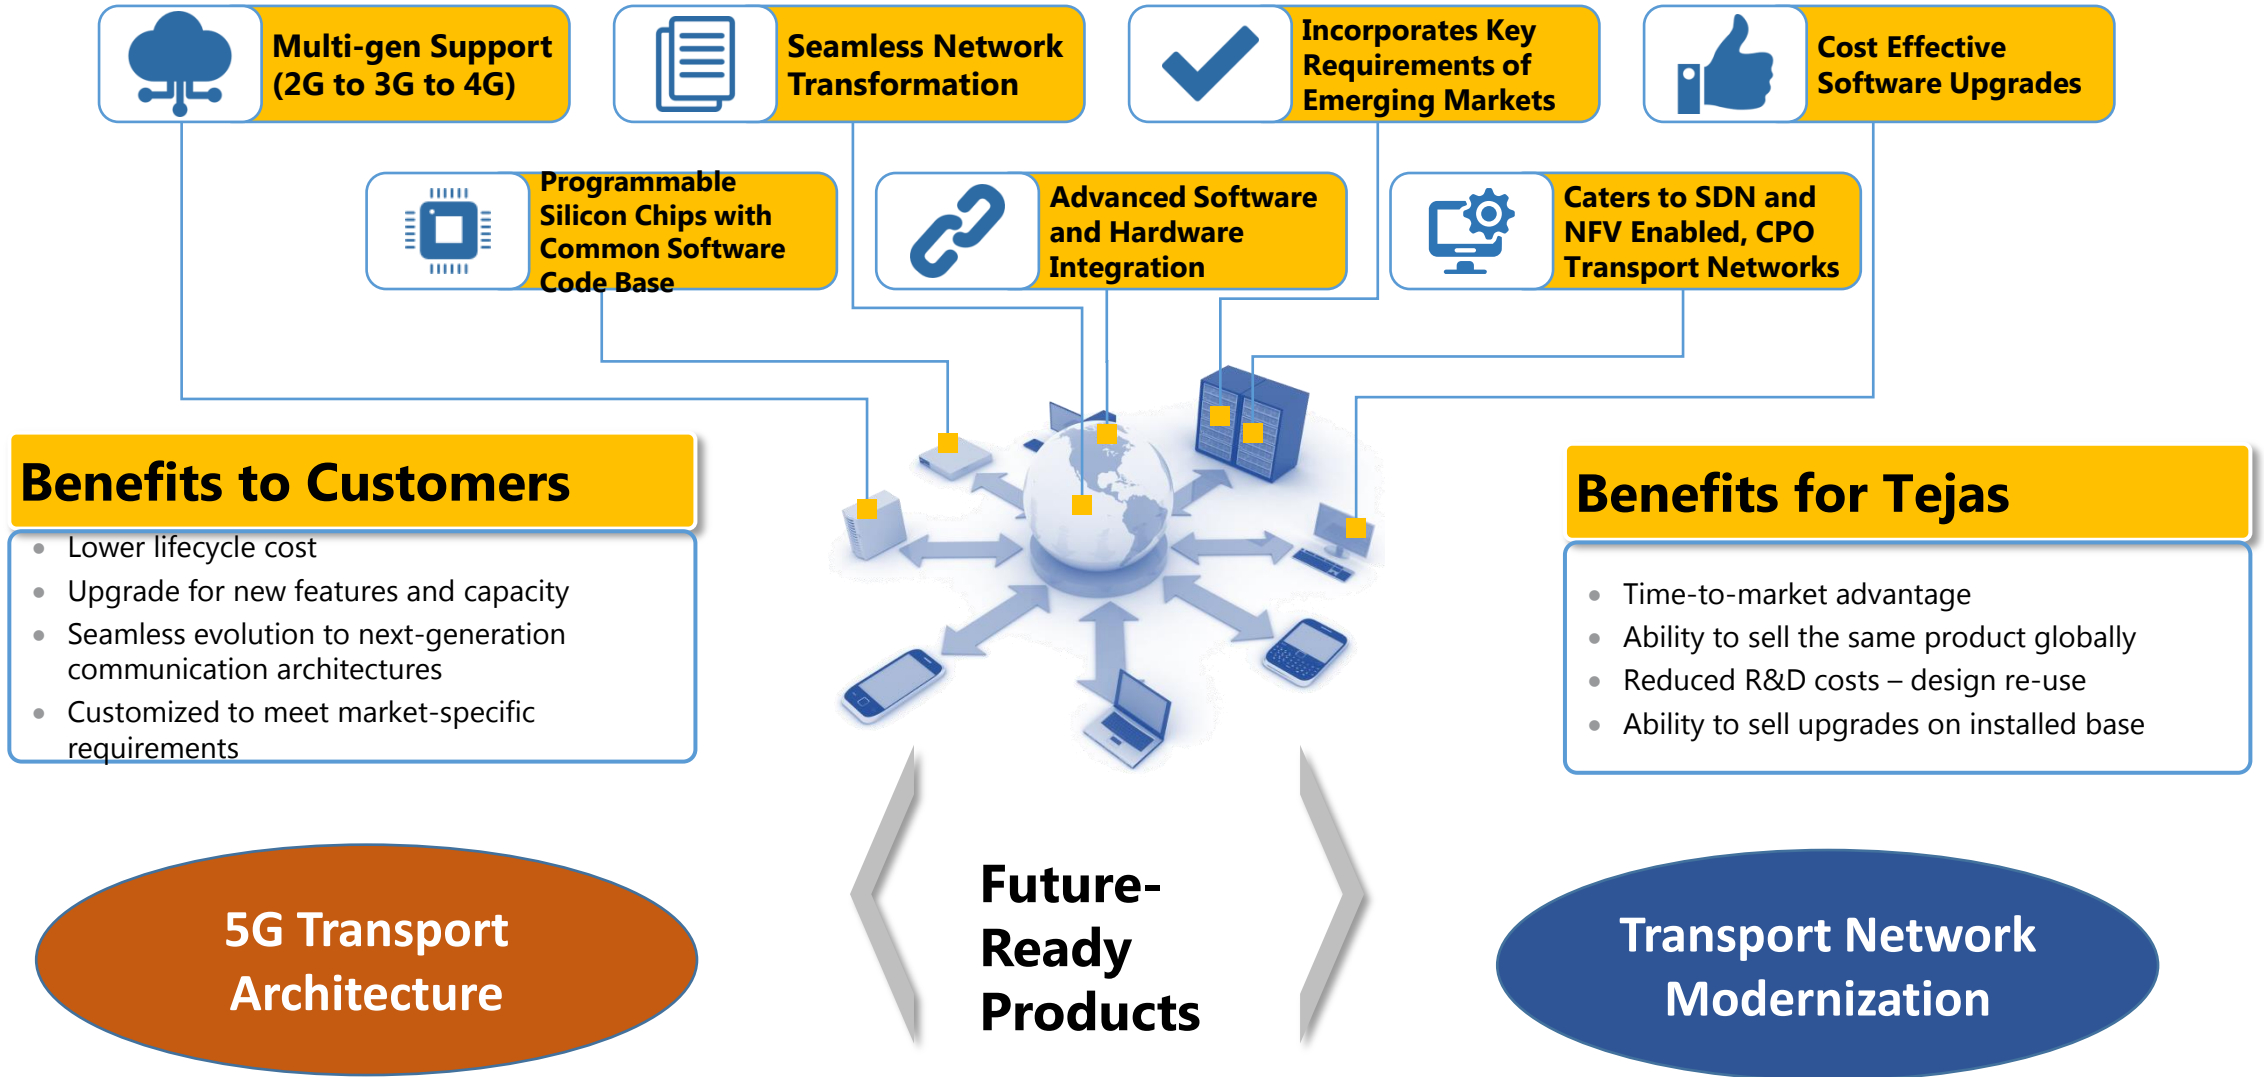 Multi-gen Support
(2G to 3G to 4G)
Seamless Network
Transformation
Incorporates Key
Requirements of
Emerging Markets
Cost Effective
Software Upgrades
Programmable
Silicon Chips with
Common Software
Code Base
Advanced Software
and Hardware
Integration
Caters to SDN and
NFV Enabled, CPO
Transport Networks
Benefits to Customers
• Lower lifecycle cost
• Upgrade for new features and capacity
• Seamless evolution to next-generation
communication architectures
• Customized to meet market-specific
requirements
Benefits for Tejas
• Time-to-market advantage
• Ability to sell the same product globally
• Reduced R&D costs – design re-use
• Ability to sell upgrades on installed base
5G Transport
Architecture
Future-
Ready
Products
Transport Network
Modernization